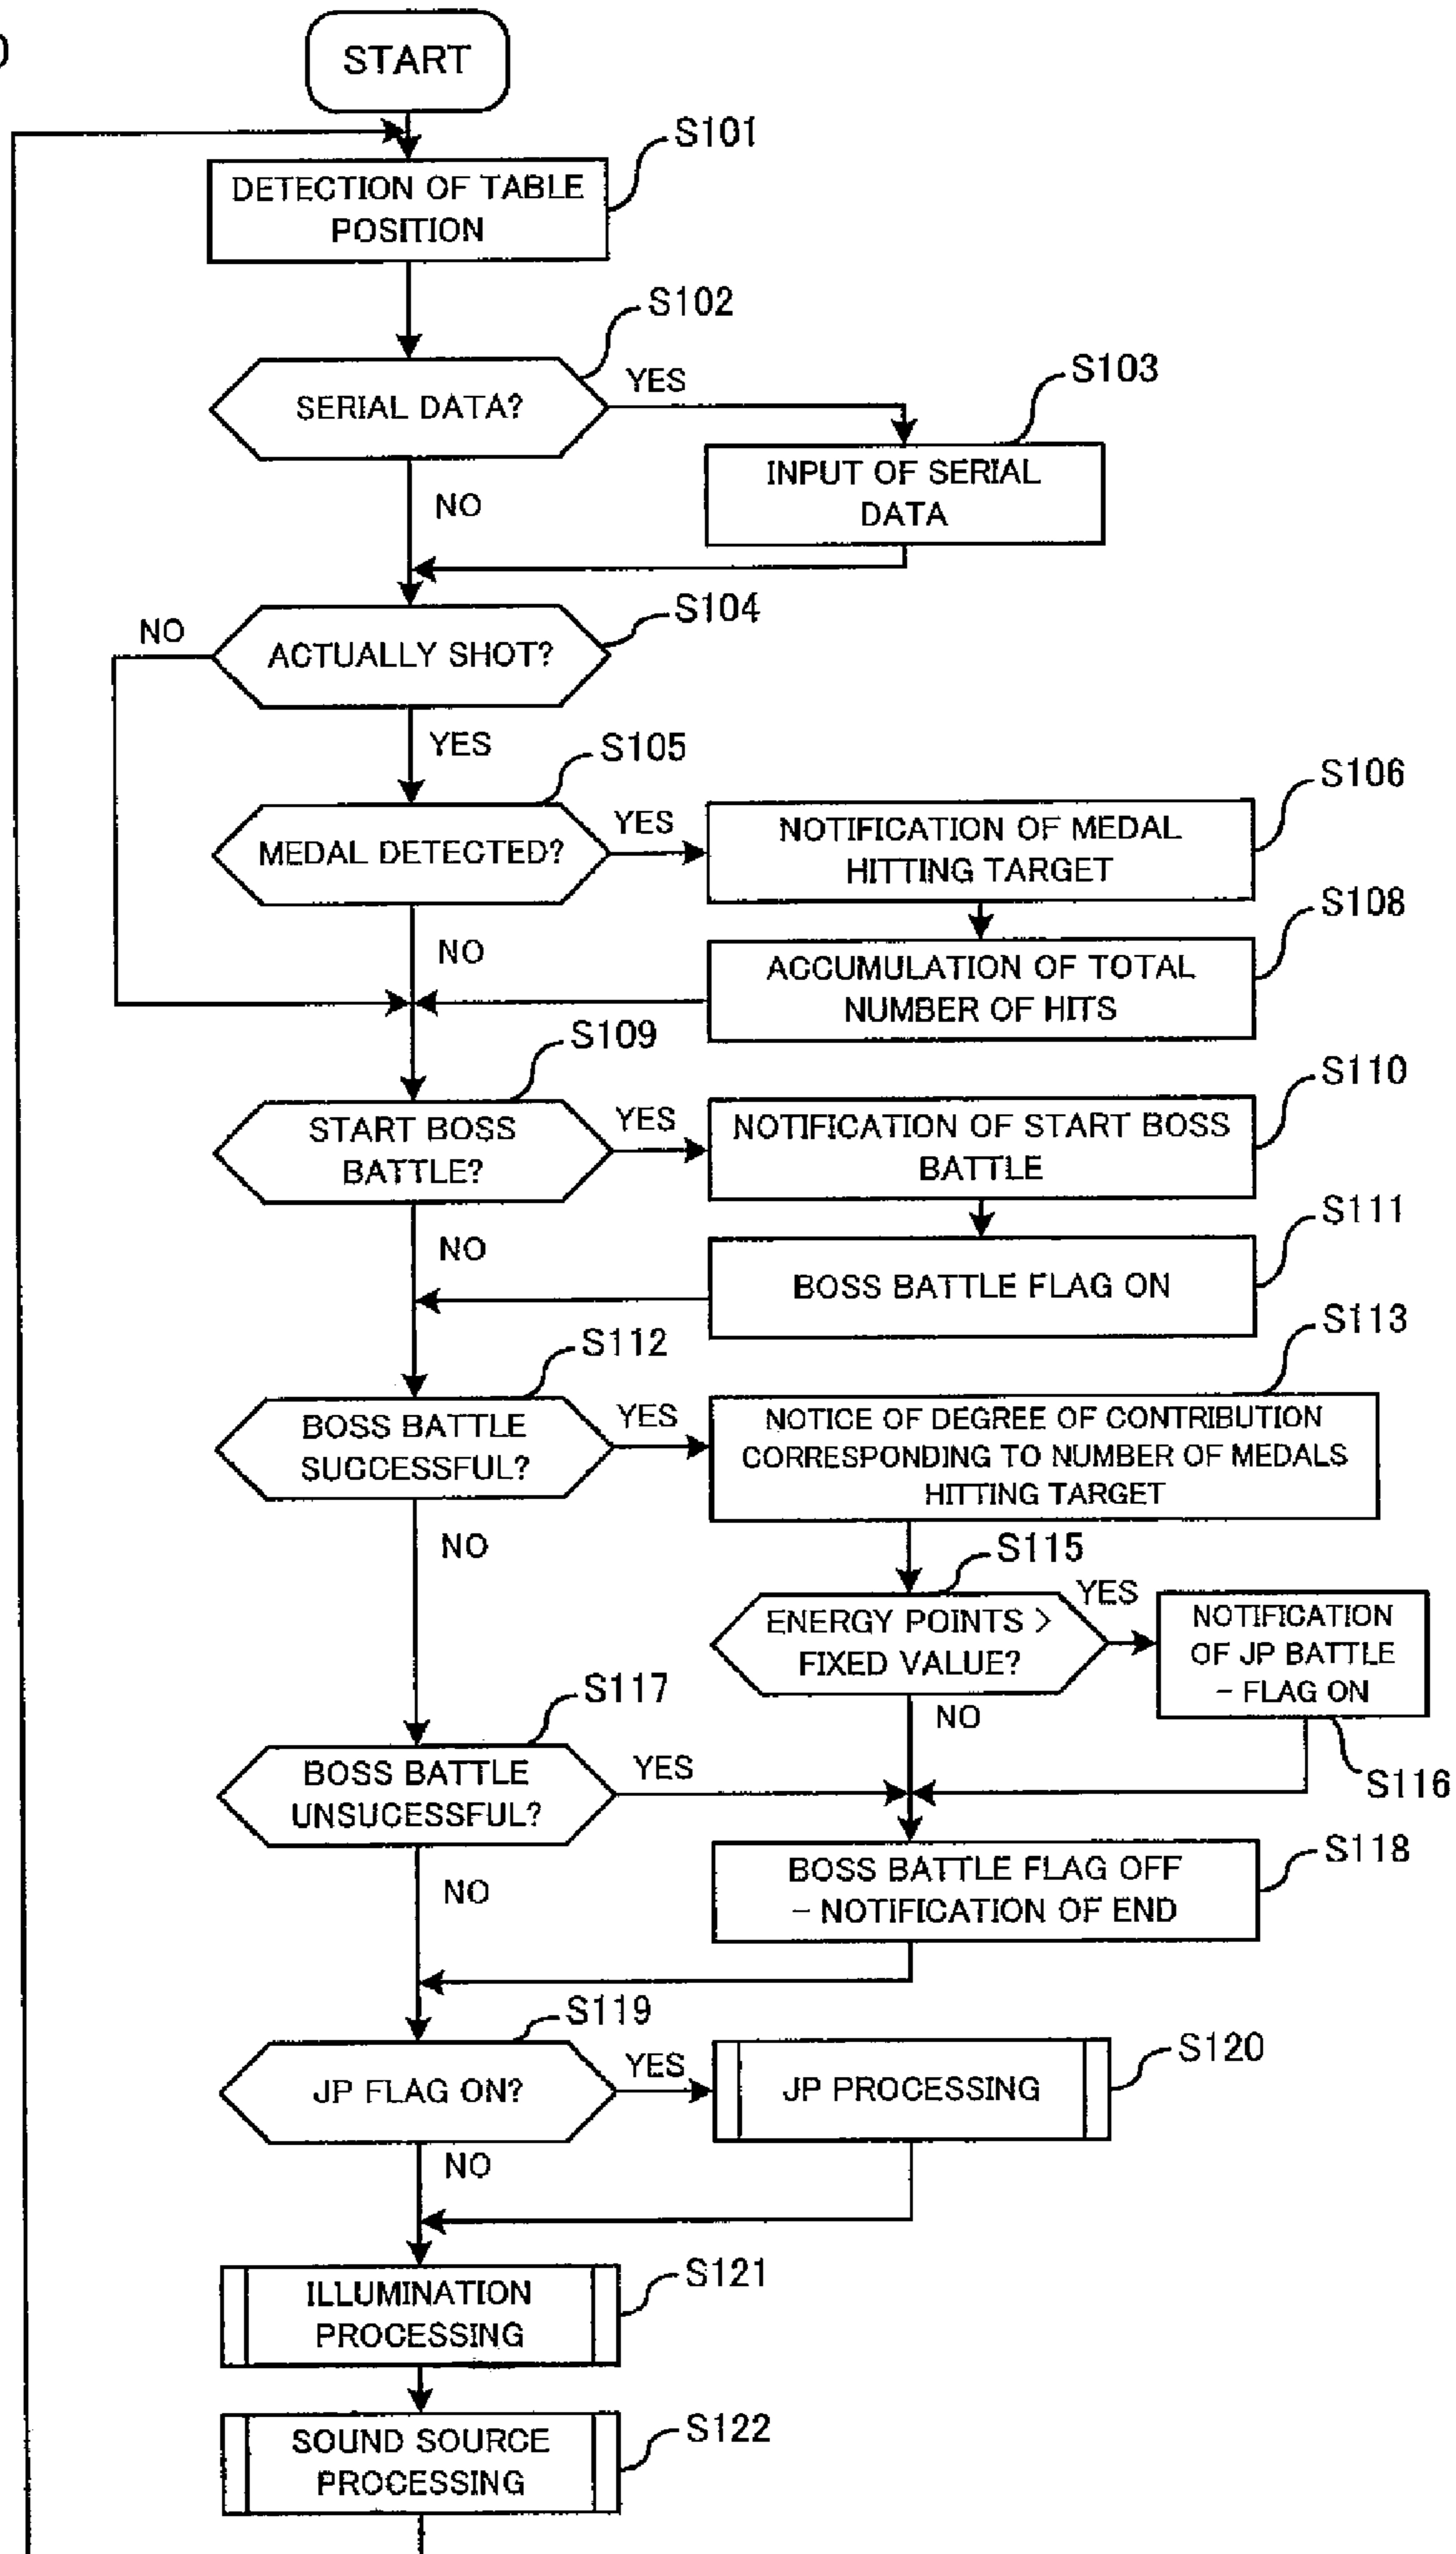 START
S101
DETECTION OF TABLE
POSITION
S102
SERIAL DATA?
YES
S103
INPUT OF SERIAL
DATA
NO
S104
NO
ACTUALLY SHOT?
YES
S105
MEDAL DETECTED?
YES
S106
NOTIFICATION OF MEDAL
HITTING TARGET
NO
S108
ACCUMULATION OF TOTAL
NUMBER OF HITS
S109
START BOSS
BATTLE?
YES
S110
NOTIFICATION OF START BOSS
BATTLE
NO
S111
BOSS BATTLE FLAG ON
S112
BOSS BATTLE
SUCCESSFUL?
YES
S113
NOTICE OF DEGREE OF CONTRIBUTION
CORRESPONDING TO NUMBER OF MEDALS
HITTING TARGET
NO
S115
ENERGY POINTS >
FIXED VALUE?
YES
NOTIFICATION
OF JP BATTLE
- FLAG ON
S116
NO
S117
BOSS BATTLE
UNSUCESSFUL?
YES
S118
BOSS BATTLE FLAG OFF
- NOTIFICATION OF END
NO
S119
JP FLAG ON?
YES
S120
JP PROCESSING
NO
S121
ILLUMINATION
PROCESSING
S122
SOUND SOURCE
PROCESSING